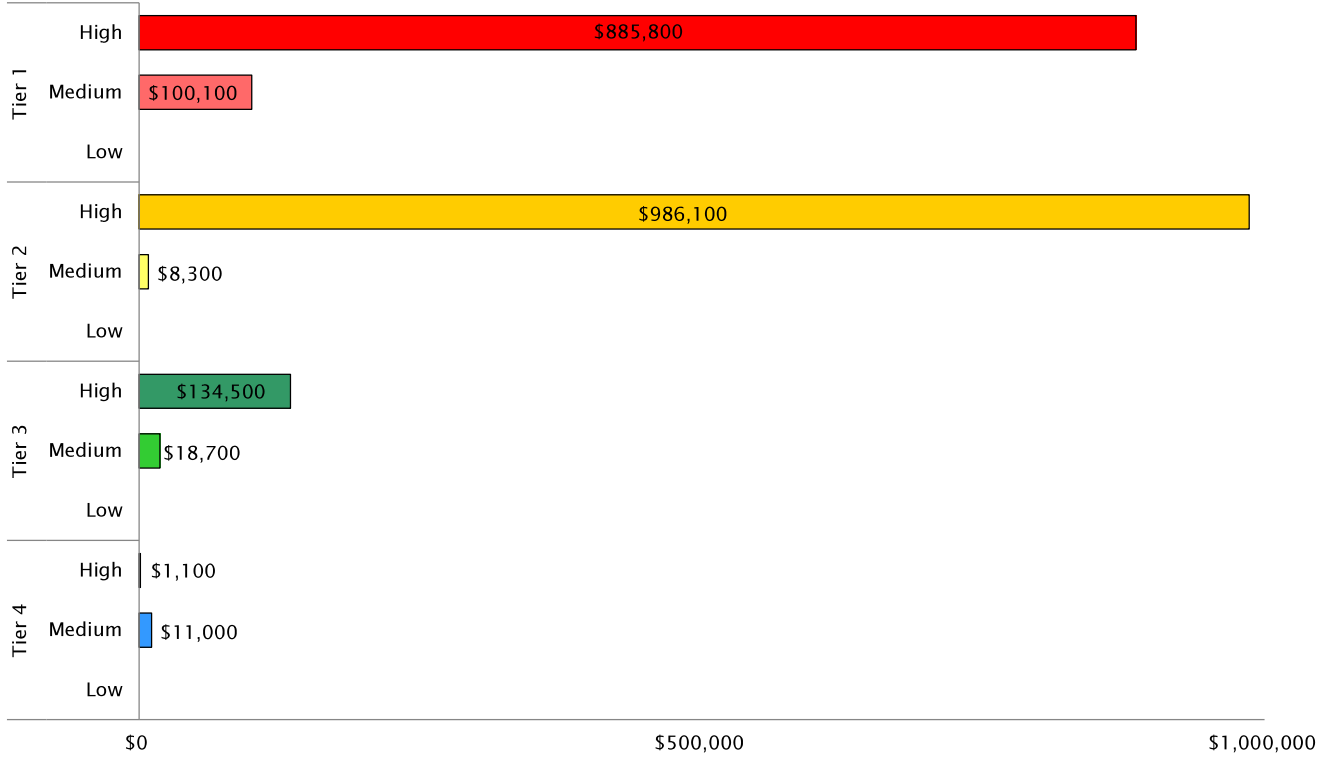 Tier 1
High $885,800
Medium $100,100
Low
Tier 2
High $986,100
Medium $8,300
Low
Tier 3
High $134,500
Medium $18,700
Low
Tier 4
High $1,100
Medium $11,000
Low
$0 $500,000 $1,000,000